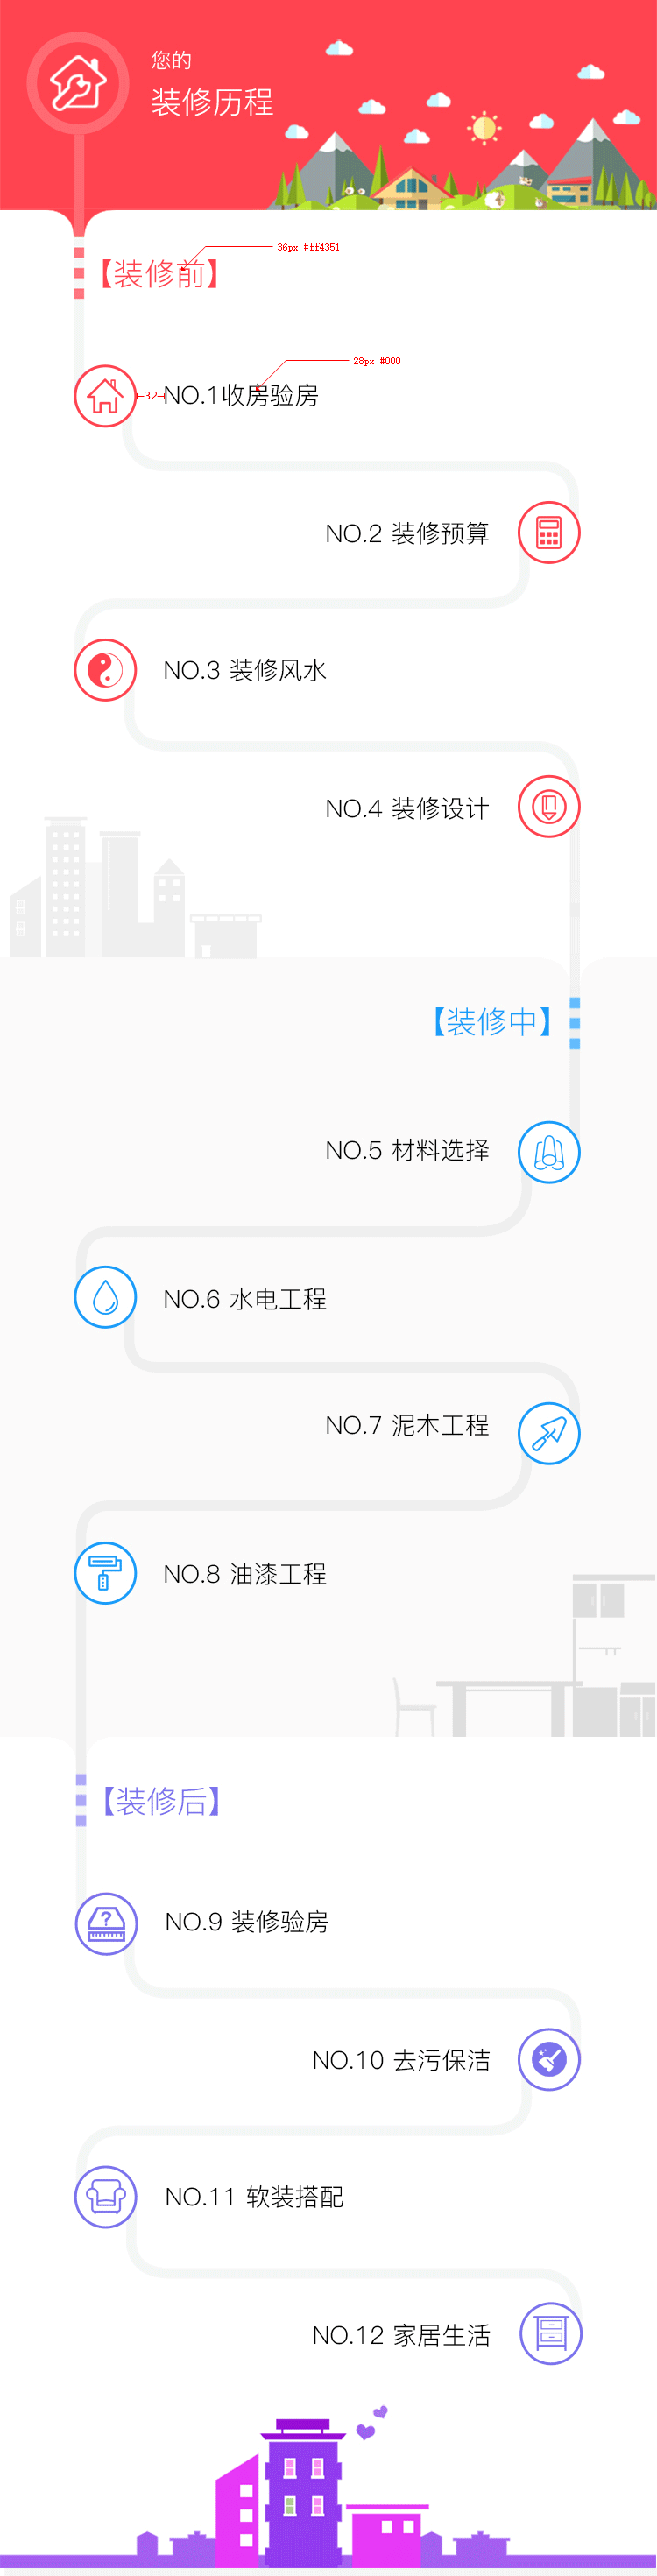 您的
装修历程
36px #ff4351
【装修前】
28px #000
32
NO.1收房验房
NO.2 装修预算
NO.3 装修风水
NO.4 装修设计
【装修中】
NO.5 材料选择
NO.6 水电工程
NO.7 泥木工程
NO.8 油漆工程
【装修后】
?
NO.9 装修验房
NO.10 去污保洁
NO.11 软装搭配
NO.12 家居生活